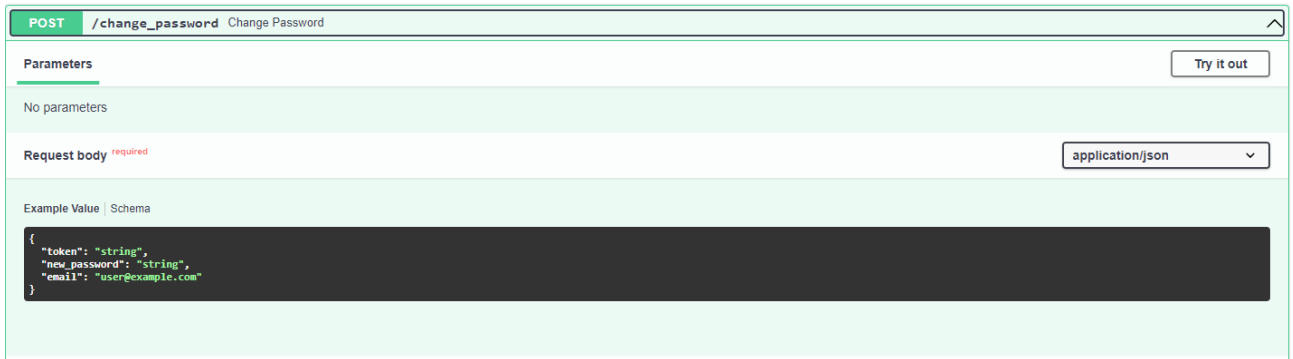 POST /change_password Change Password
Parameters
Try it out
No parameters
Request body required
application/json
Example Value Schema
{
"token": "string",
"new_password": "string",
"email": "user@example.com"
}